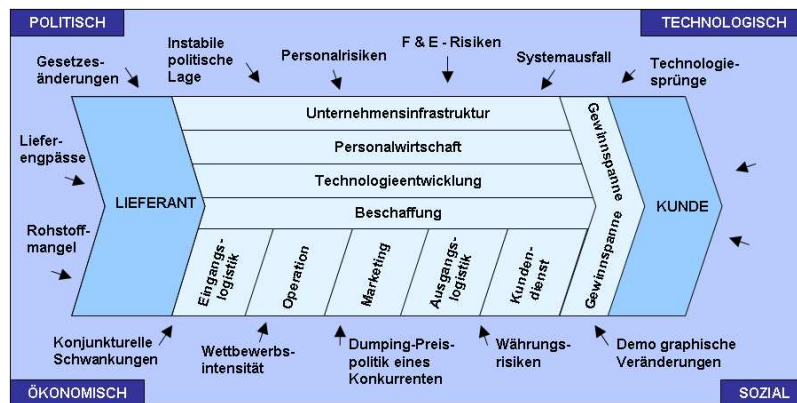 POLITISCH
TECHNOLOGISCH
Gesetzes-
änderungen
Instabile
politische
Lage
Personalrisiken
F & E - Risiken
Systemausfall
Technologie-
sprünge
Liefer-
engpässe
Rohstoff-
mangel
LIEFERANT
Unternehmensinfrastruktur
Personalwirtschaft
Technologieentwicklung
Beschaffung
Eingangs-
logistik
Operation
Marketing
Ausgangs-
logistik
Kunden-
dienst
Gewinnspanne
Gewinnspanne
KUNDE
Konjunkturelle
Schwankungen
Wettbewerbs-
intensität
Dumping-Preis-
politik eines
Konkurrenten
Währungs-
risiken
Demo graphische
Veränderungen
ÖKONOMISCH
SOZIAL